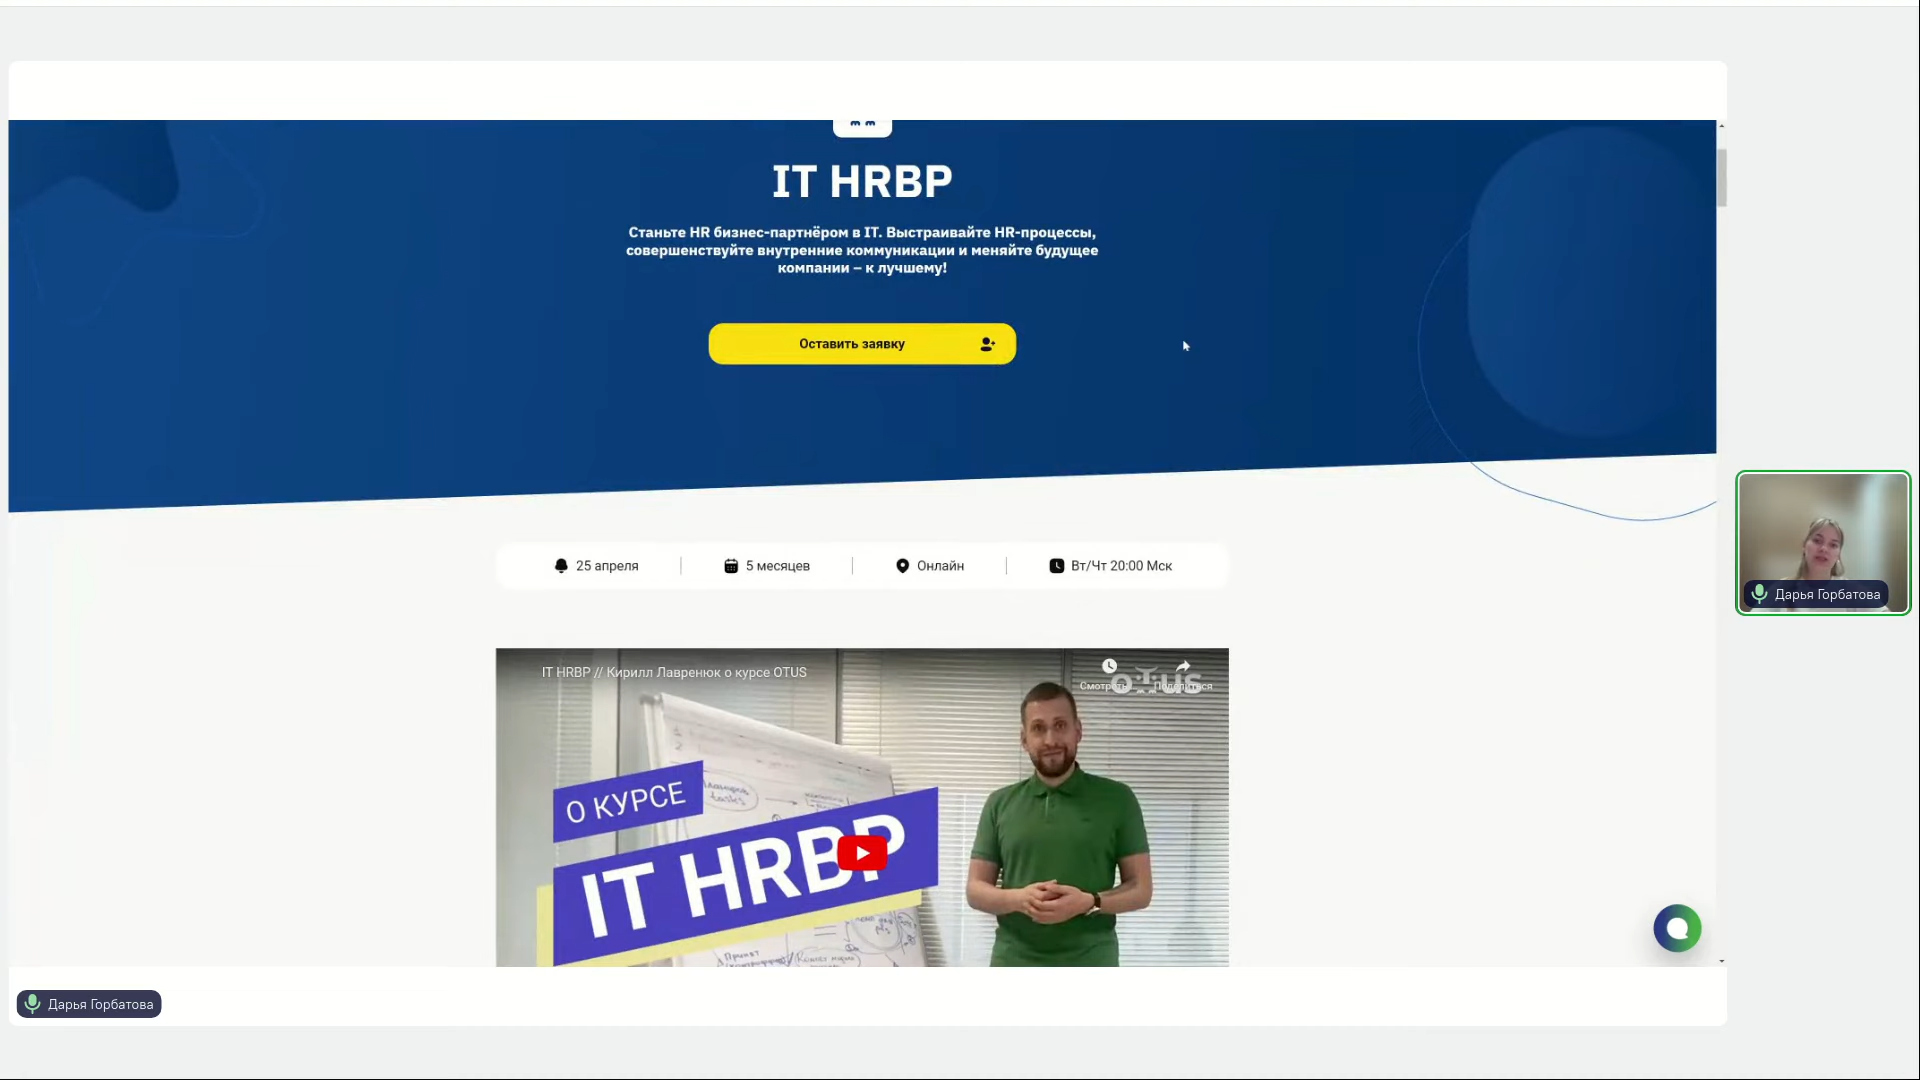 IT HRBP
Станьте HR бизнес-партнёром в IT. Выстраивайте HR-процессы,
совершенствуйте внутренние коммуникации и меняйте будущее
компании – к лучшему!
Оставить заявку
25 апреля
5 месяцев
Онлайн
Вт/Чт 20:00 Мск
Дарья Горбатова
IT HRBP // Кирилл Лавренюк о курсе OTUS
OTUS
О КУРСЕ
IT HRBP
Дарья Горбатова